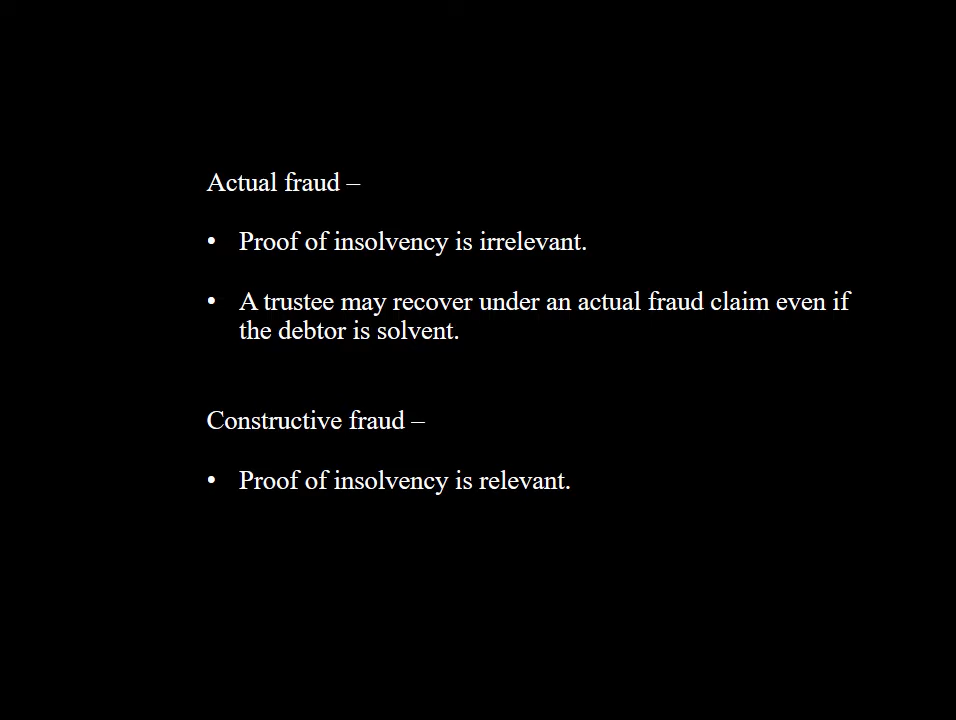 Actual fraud –
• Proof of insolvency is irrelevant.
• A trustee may recover under an actual fraud claim even if
the debtor is solvent.
Constructive fraud –
• Proof of insolvency is relevant.